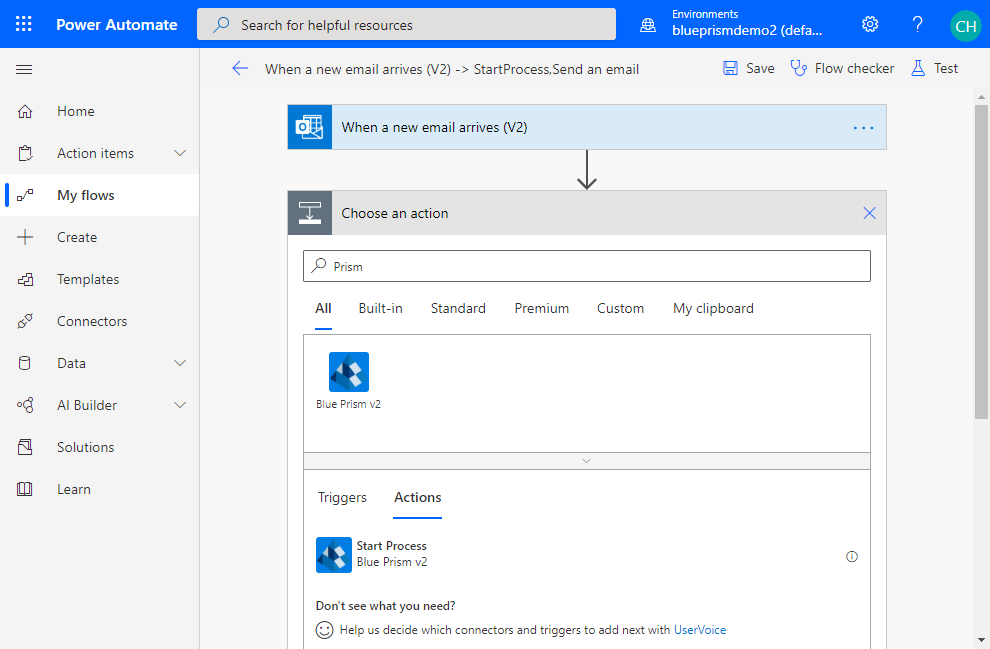 Power Automate
Search for helpful resources
Environments
blueprismdemo2 (defa...
?
CH
When a new email arrives (V2) -> StartProcess,Send an email
Save
Flow checker
Test
Home
Action items
My flows
Create
Templates
Connectors
Data
AI Builder
Solutions
Learn
When a new email arrives (V2)
...
Choose an action
Prism
All Built-in Standard Premium Custom My clipboard
Blue Prism v2
Triggers Actions
Start Process
Blue Prism v2
Don't see what you need?
Help us decide which connectors and triggers to add next with UserVoice